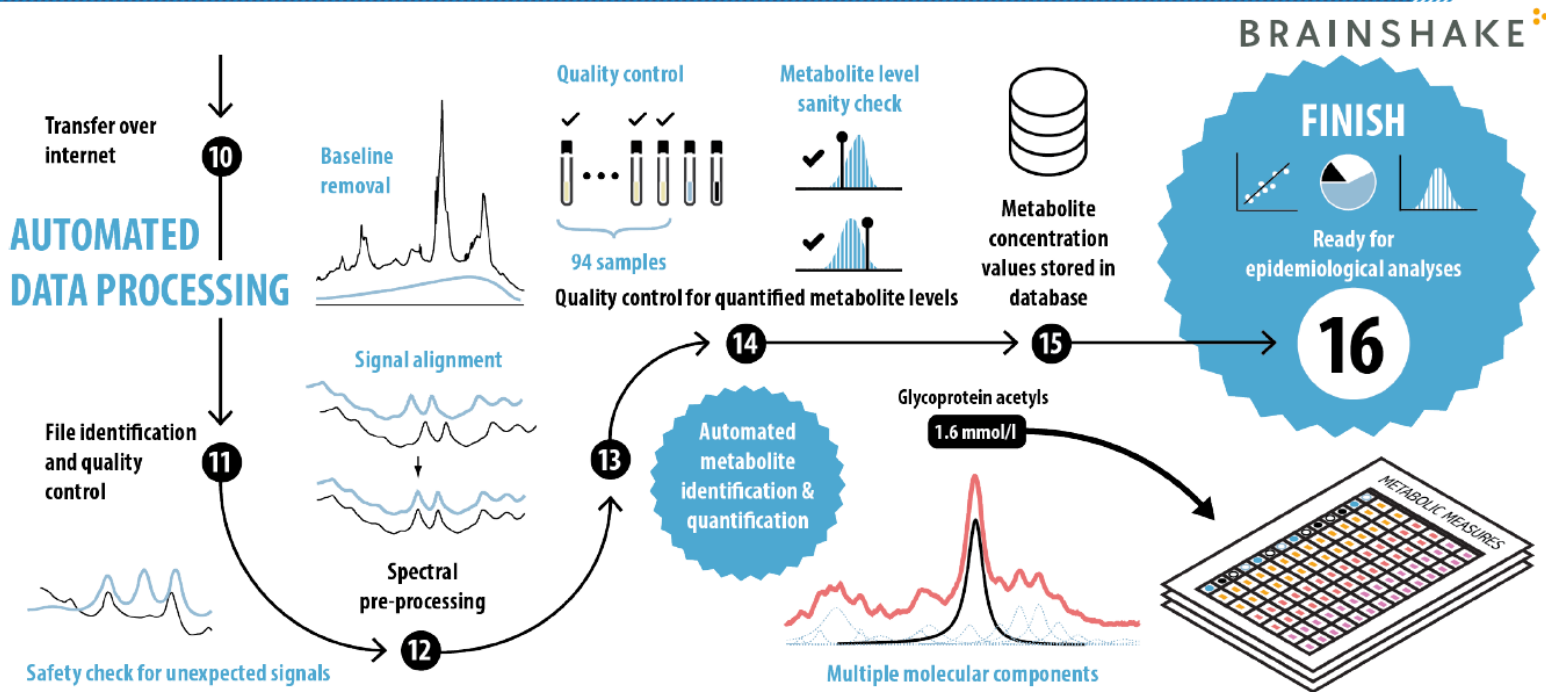 BRAINSHAKE
Transfer over
internet
10
AUTOMATED
DATA PROCESSING
File identification
and quality
control
11
Safety check for unexpected signals
Baseline
removal
Signal alignment
Spectral
pre-processing
12
13
Automated
metabolite
identification &
quantification
Quality control
94 samples
Metabolite level
sanity check
Quality control for quantified metabolite levels
14
Metabolite
concentration
values stored in
database
15
Glycoprotein acetyls
1.6 mmol/l
Multiple molecular components
METABOLIC MEASURES
FINISH
Ready for
epidemiological analyses
16